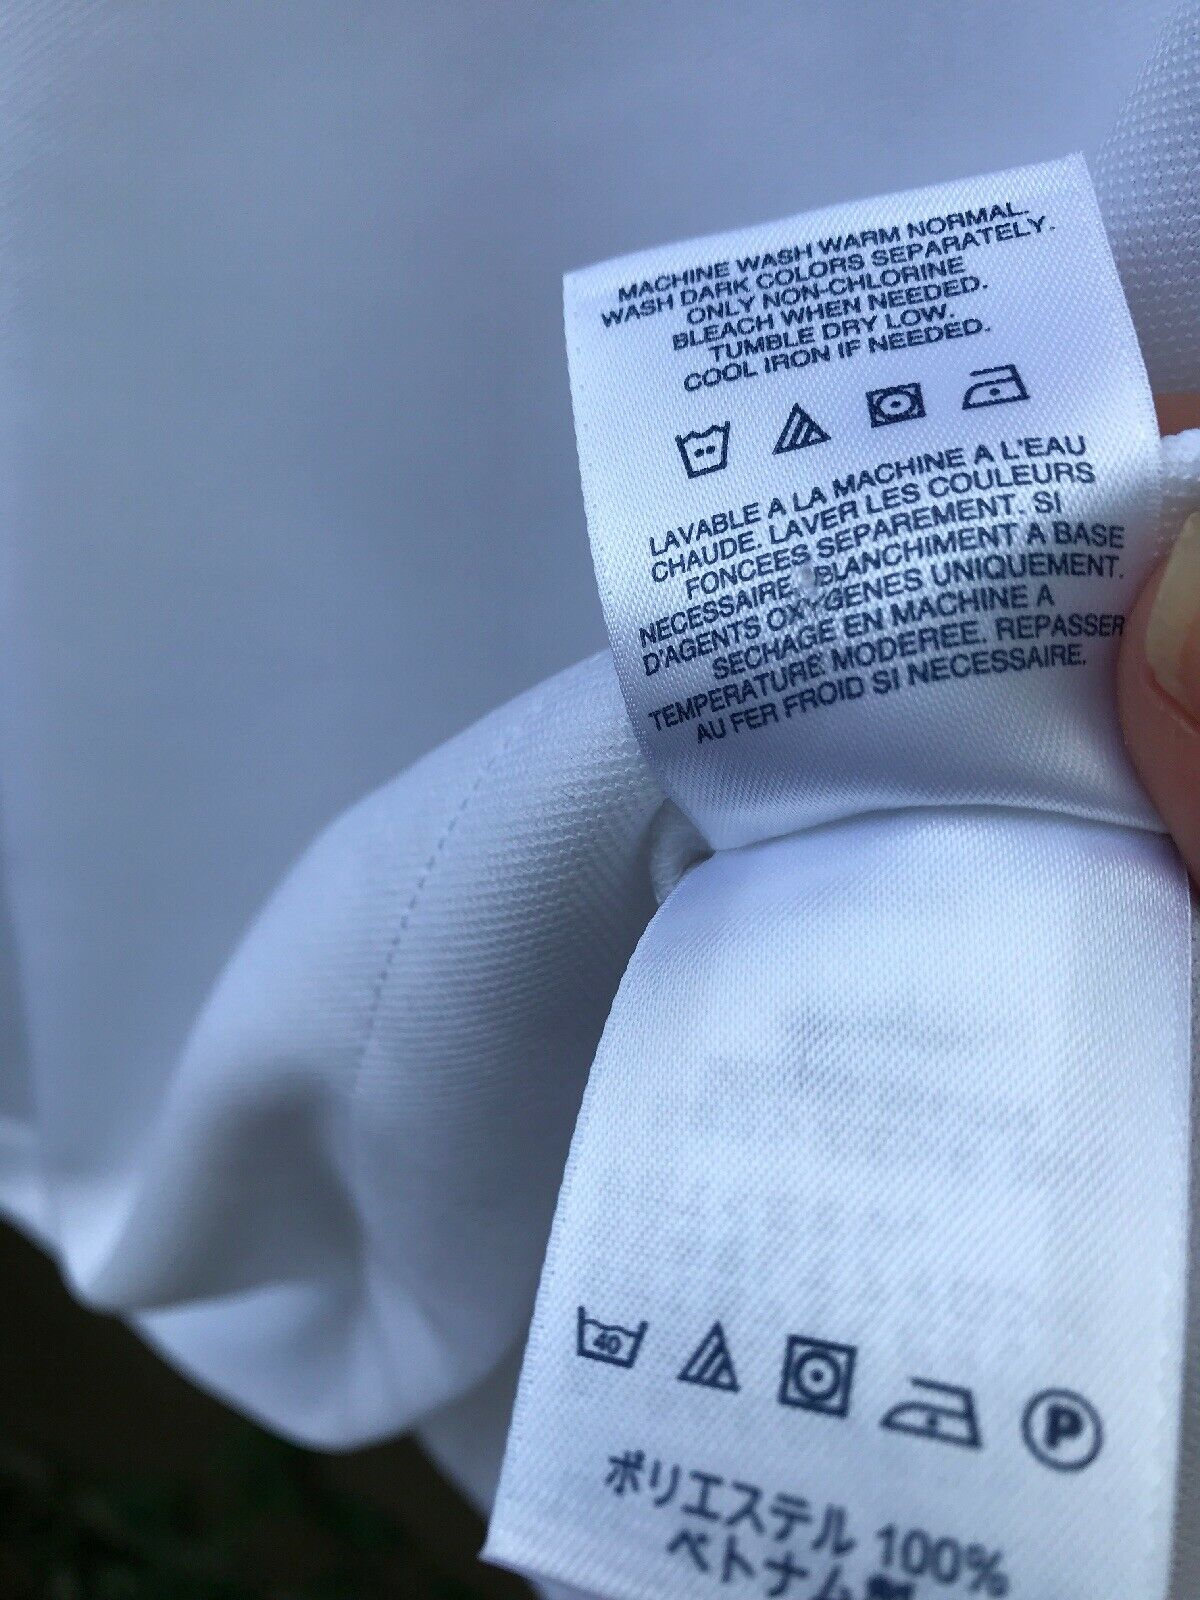 MACHINE WASH WARM NORMAL.
WASH DARK COLORS SEPARATELY.
ONLY NON-CHLORINE
BLEACH WHEN NEEDED.
TUMBLE DRY LOW.
COOL IRON IF NEEDED.
LAVABLE A LA MACHINE A L'EAU
CHAUDE. LAVER LES COULEURS
FONCEES SEPAREMENT. SI
NECESSAIRE, BLANCHIMENT A BASE
D'AGENTS OXYGENES UNIQUEMENT.
SECHAGE EN MACHINE A
TEMPERATURE MODEREE. REPASSER
AU FER FROID SI NECESSAIRE.
40 P
ポリエステル 100%
ベトナム製